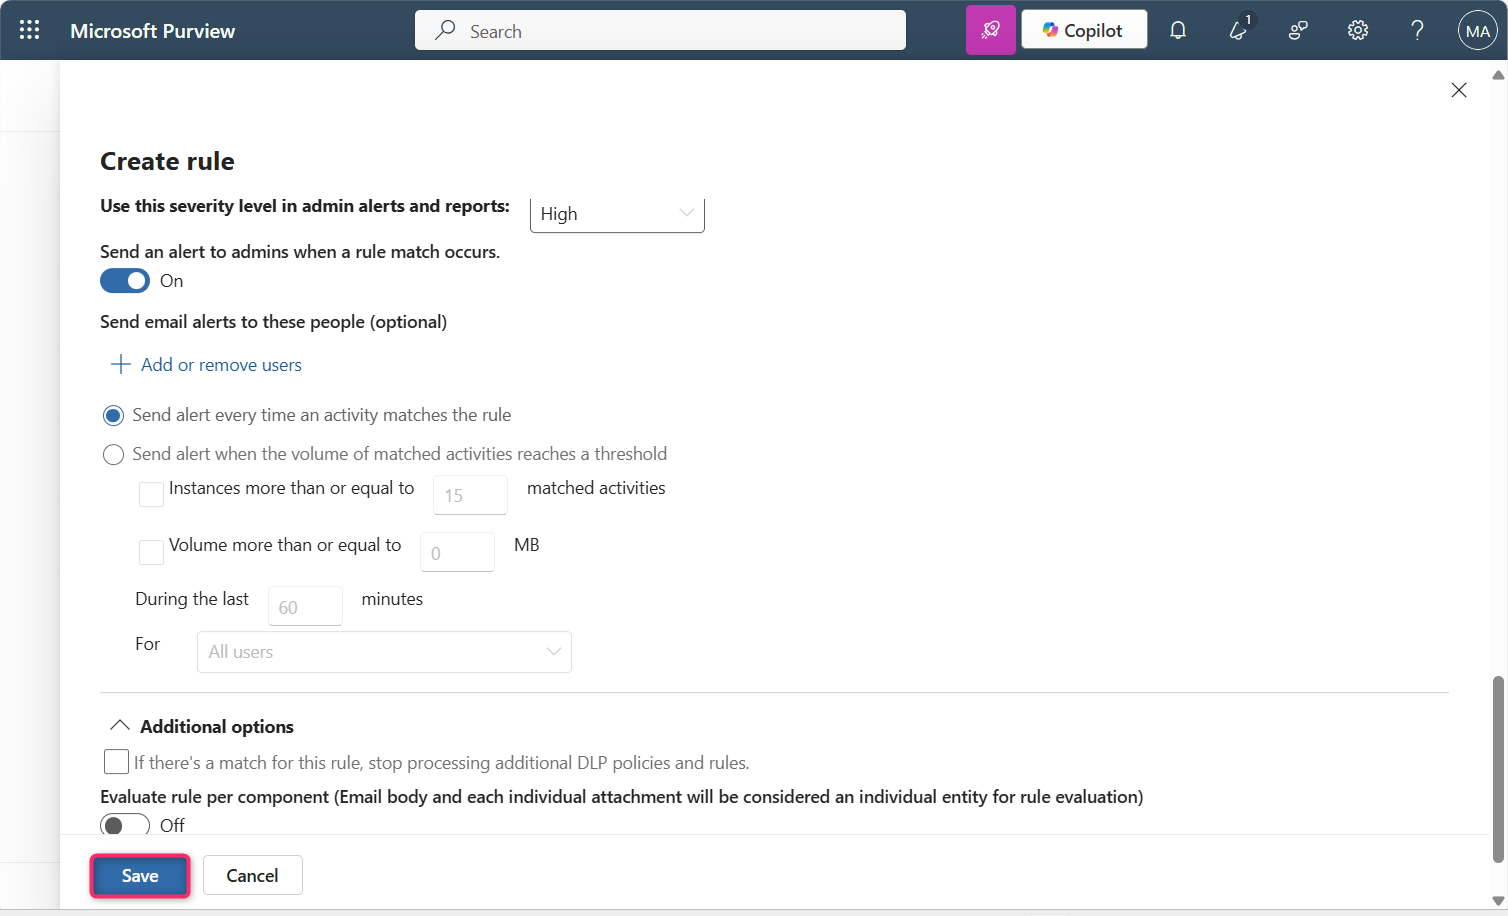 Microsoft Purview
Search
Copilot
1
MA
Create rule
Use this severity level in admin alerts and reports:
High
Send an alert to admins when a rule match occurs.
On
Send email alerts to these people (optional)
Add or remove users
Send alert every time an activity matches the rule
Send alert when the volume of matched activities reaches a threshold
Instances more than or equal to 15 matched activities
Volume more than or equal to 0 MB
During the last 60 minutes
For All users
Additional options
If there's a match for this rule, stop processing additional DLP policies and rules.
Evaluate rule per component (Email body and each individual attachment will be considered an individual entity for rule evaluation)
Off
Save Cancel